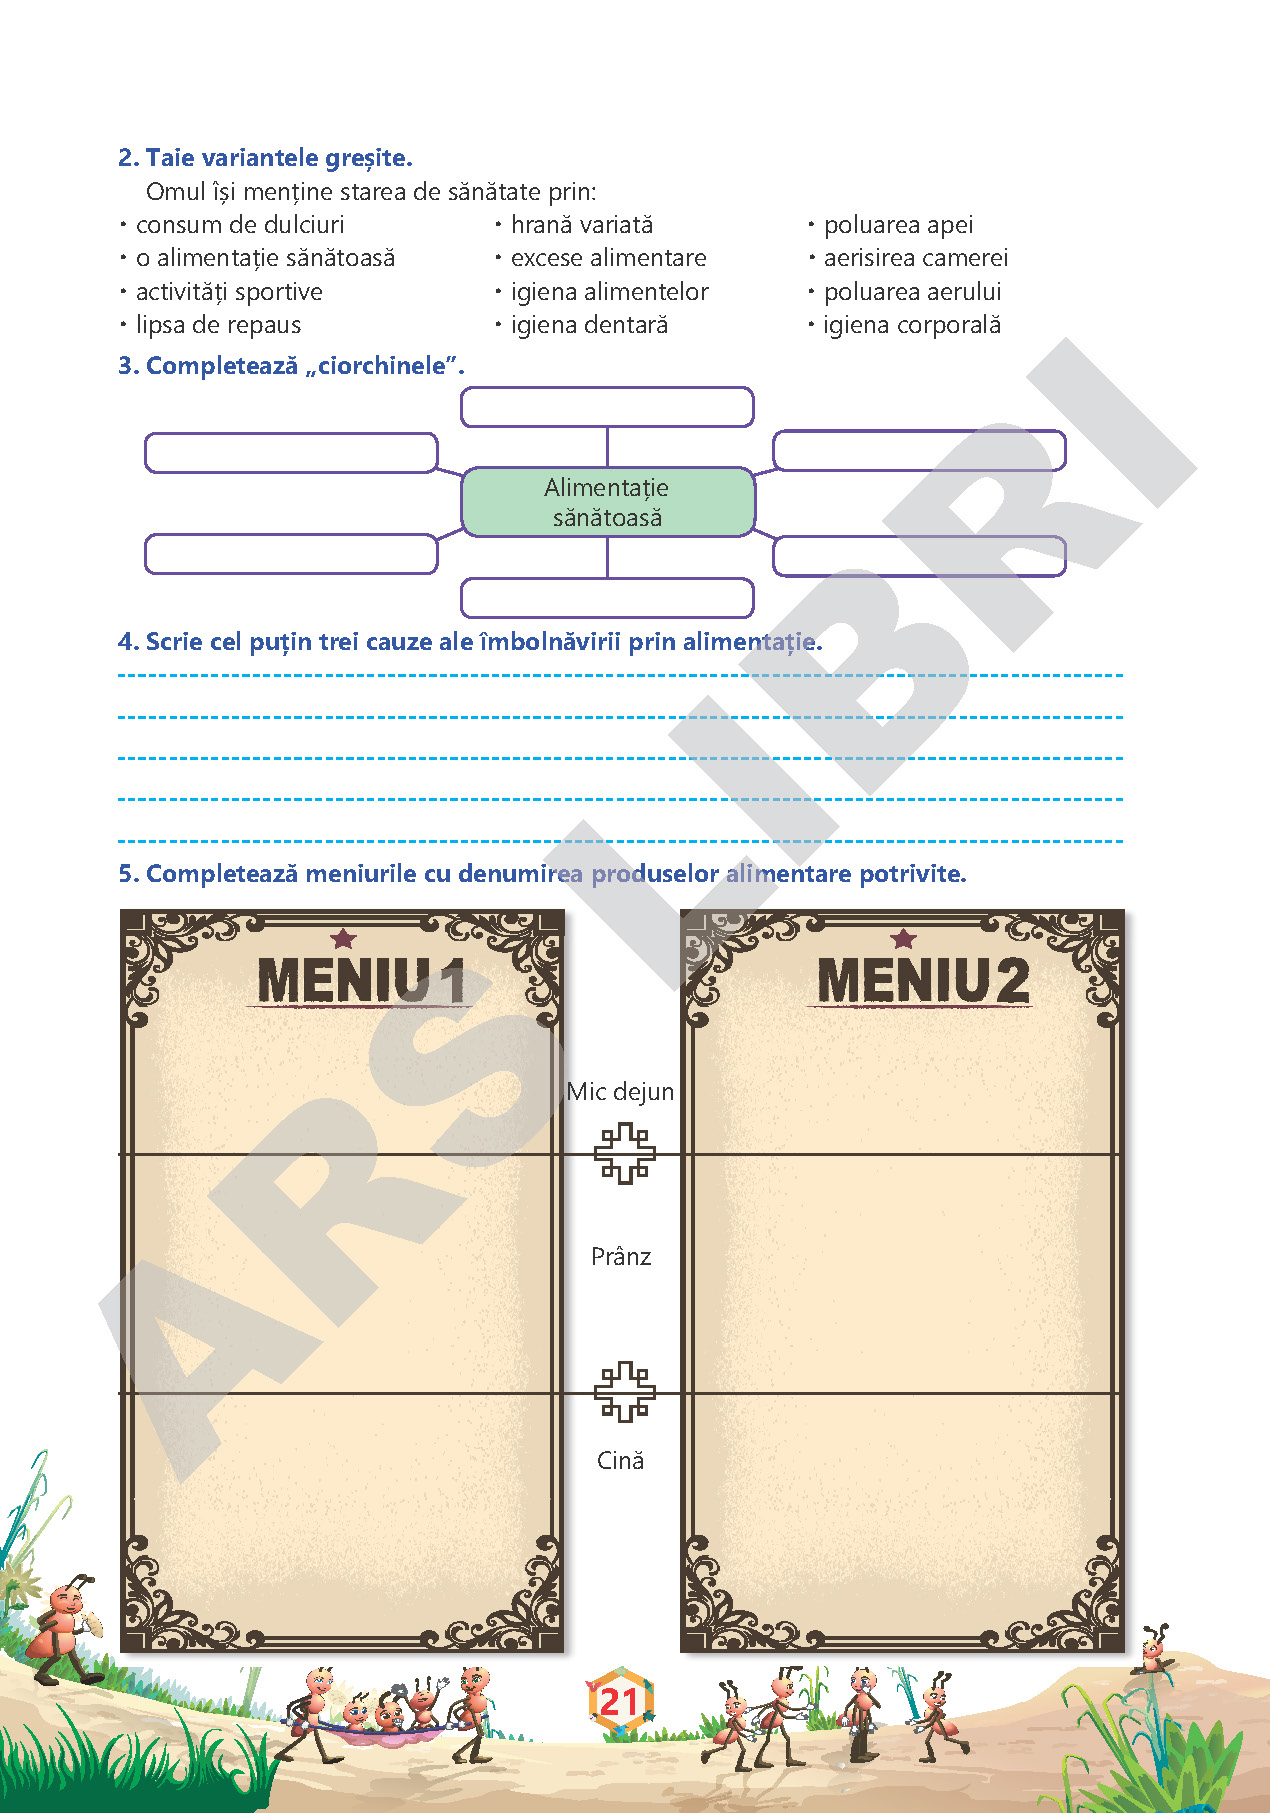 2. Taie variantele greșite.
Omul își menține starea de sănătate prin:
• consum de dulciuri • hrană variată • poluarea apei
• o alimentație sănătoasă • excese alimentare • aerisirea camerei
• activități sportive • igiena alimentelor • poluarea aerului
• lipsa de repaus • igiena dentară • igiena corporală
3. Completează „ciorchinele”.
Alimentație
sănătoasă
4. Scrie cel puțin trei cauze ale îmbolnăvirii prin alimentație.
5. Completează meniurile cu denumirea produselor alimentare potrivite.
MENIU 1 MENIU 2
Mic dejun
Prânz
Cină
21
ARS LIBRI